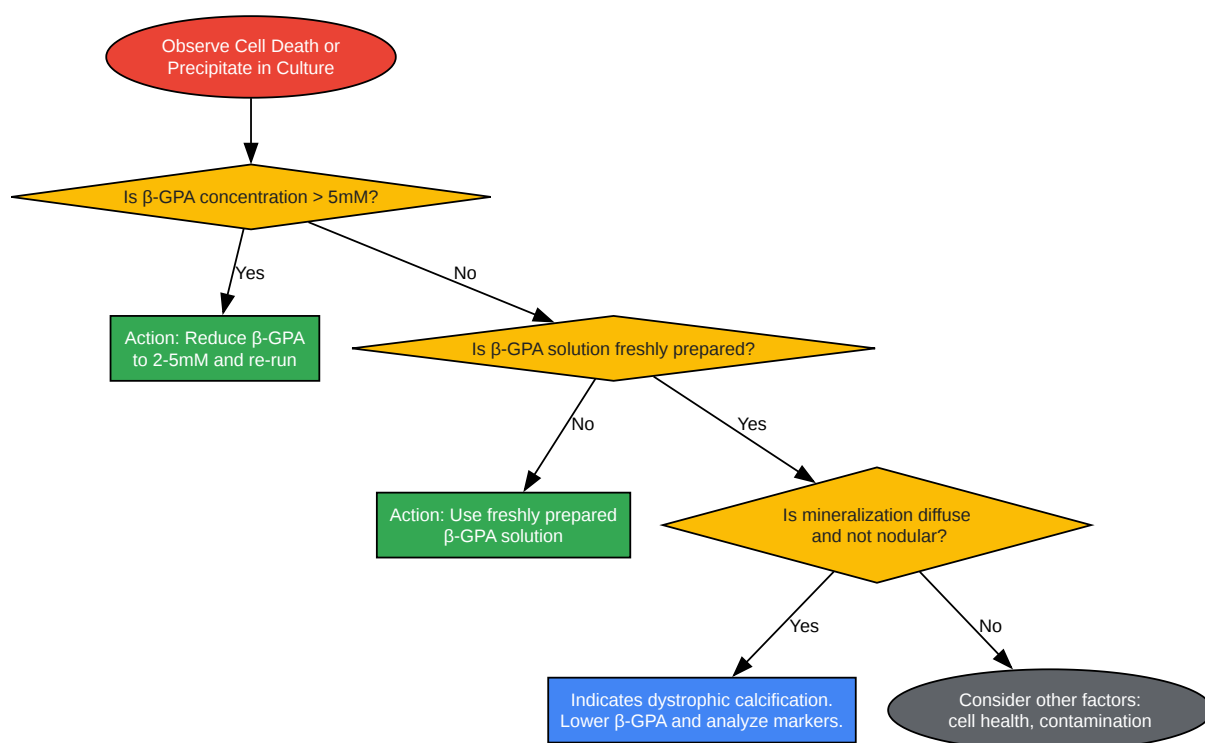 Observe Cell Death or
Precipitate in Culture
Is β-GPA concentration > 5mM?
Yes
No
Action: Reduce β-GPA
to 2-5mM and re-run
Is β-GPA solution freshly prepared?
No
Yes
Action: Use freshly prepared
β-GPA solution
Is mineralization diffuse
and not nodular?
Yes
No
Indicates dystrophic calcification.
Lower β-GPA and analyze markers.
Consider other factors:
cell health, contamination